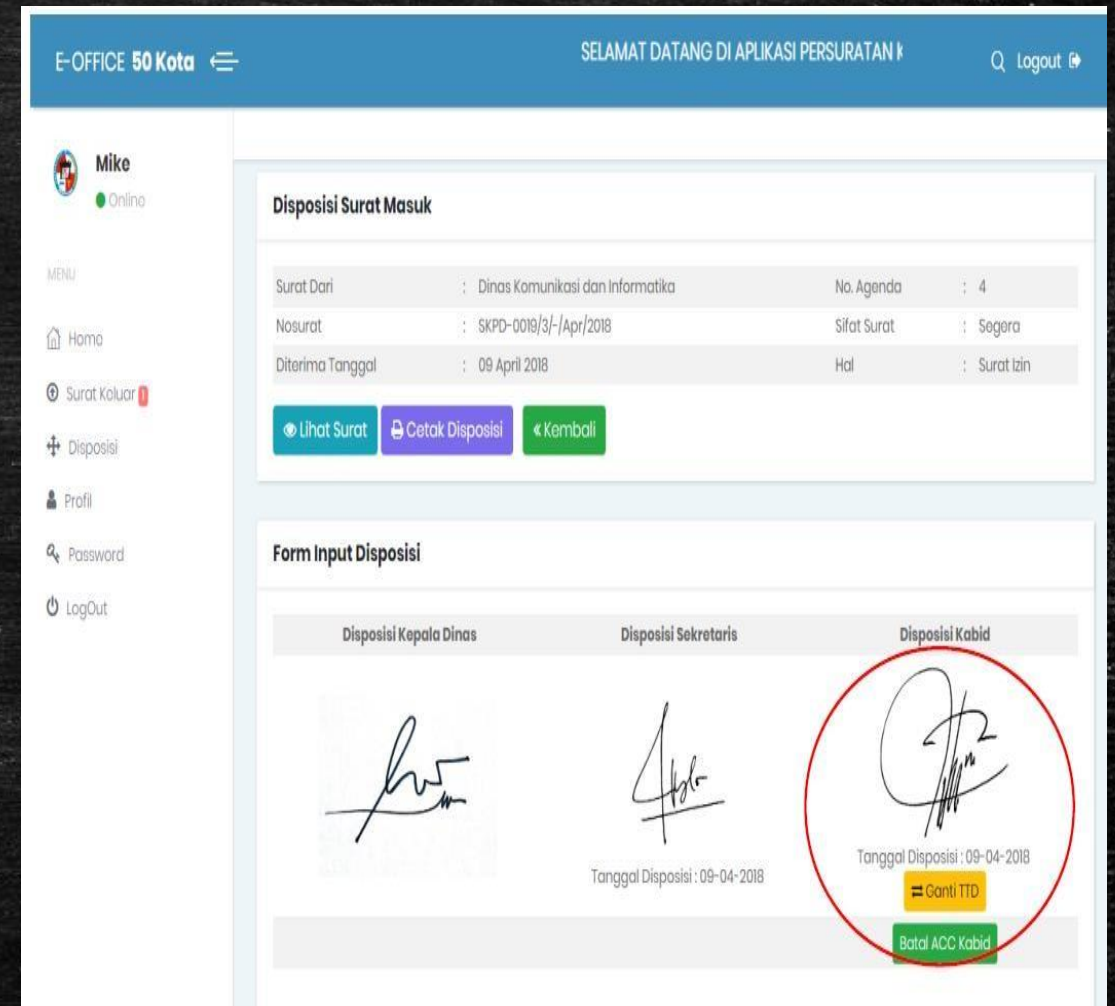 E-OFFICE 50 Kota
SELAMAT DATANG DI APLIKASI PERSURATAN K
Logout
Mike
Online
MENU
Home
Surat Keluar 1
Disposisi
Profil
Password
LogOut
Disposisi Surat Masuk
Surat Dari : Dinas Komunikasi dan Informatika No. Agenda : 4
Nosurat : SKPD-0019/3/-/Apr/2018 Sifat Surat : Segera
Diterima Tanggal : 09 April 2018 Hal : Surat Izin
Lihat Surat Cetak Disposisi « Kembali
Form Input Disposisi
Disposisi Kepala Dinas Disposisi Sekretaris Disposisi Kabid
Tanggal Disposisi : 09-04-2018 Tanggal Disposisi : 09-04-2018
Ganti TTD
Batal ACC Kabid